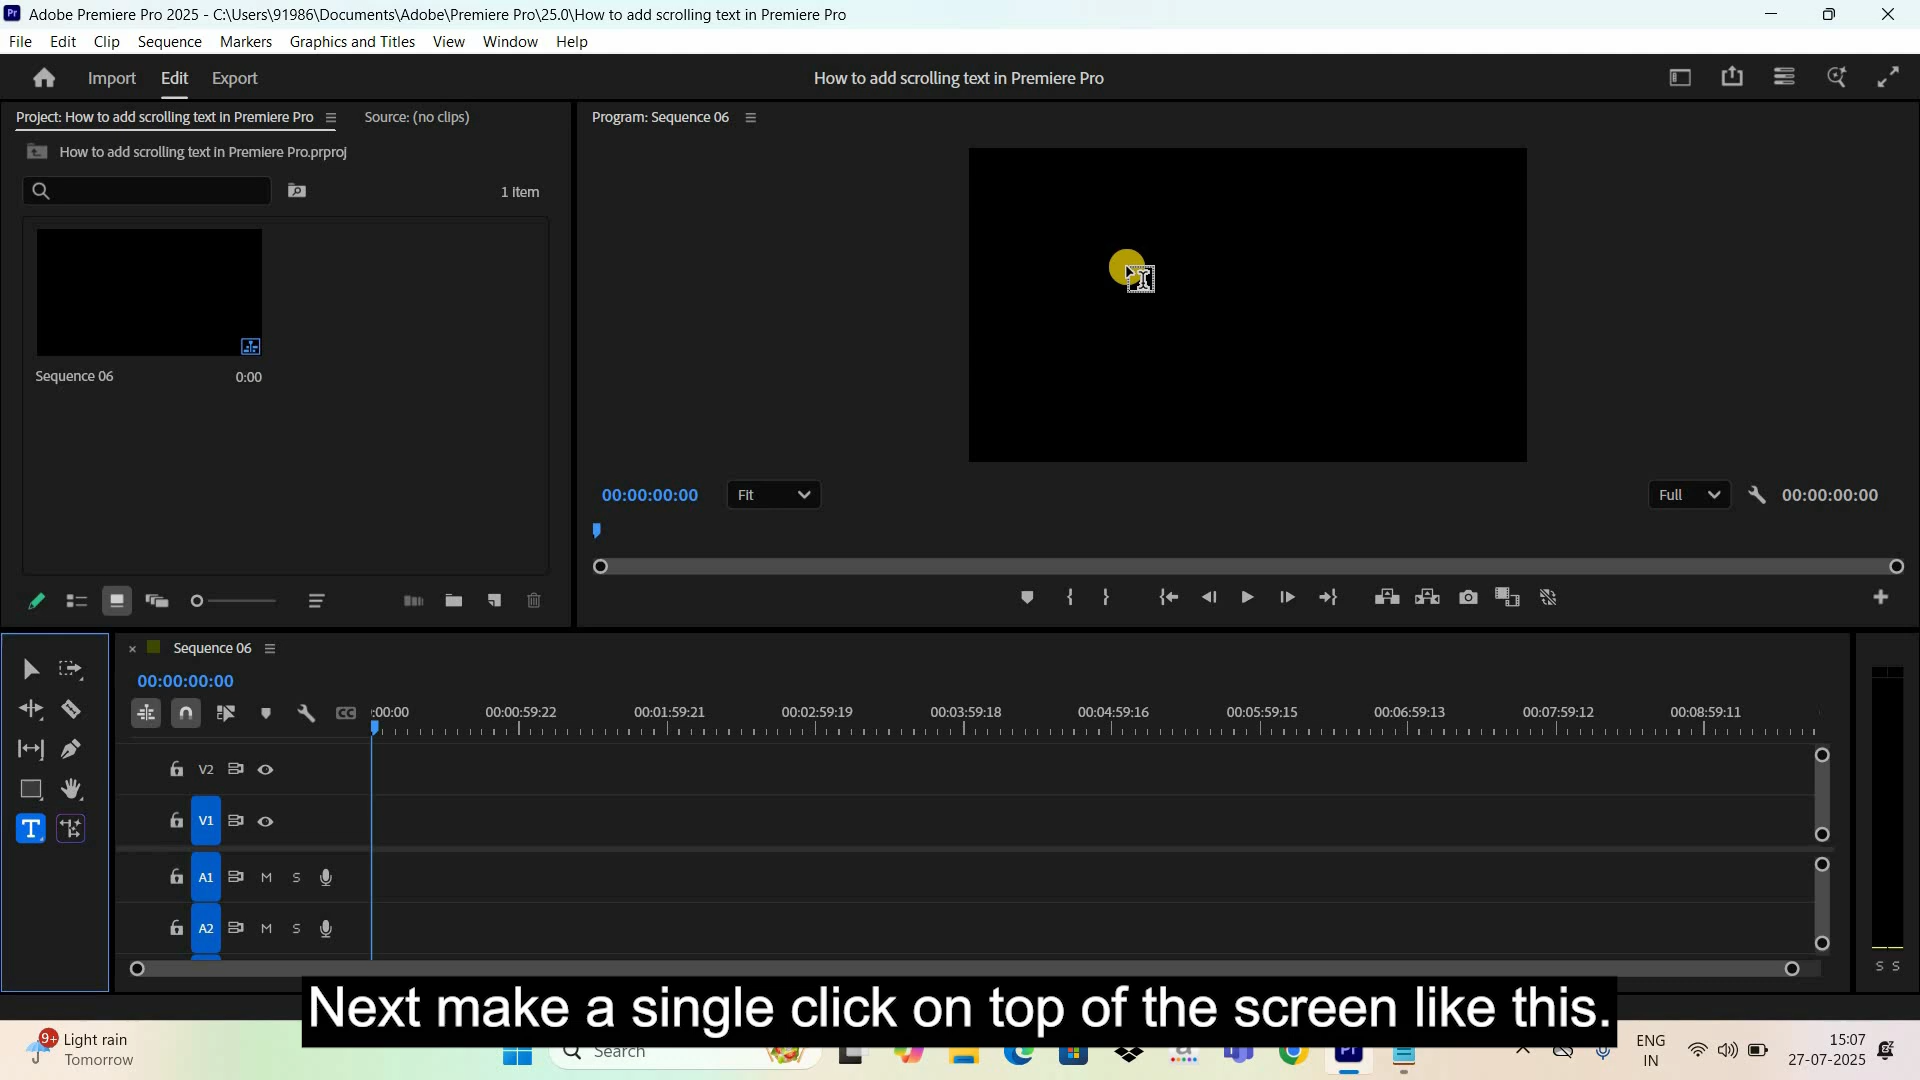 Adobe Premiere Pro 2025 - C:\Users\91986\Documents\Adobe\Premiere Pro\25.0\How to add scrolling text in Premiere Pro
File Edit Clip Sequence Markers Graphics and Titles View Window Help
Import Edit Export
How to add scrolling text in Premiere Pro
Project: How to add scrolling text in Premiere Pro
Source: (no clips)
How to add scrolling text in Premiere Pro.prproj
1 item
Sequence 06 0:00
Program: Sequence 06
00:00:00:00 Fit Full 00:00:00:00
Sequence 06
00:00:00:00
:00:00 00:00:59:22 00:01:59:21 00:02:59:19 00:03:59:18 00:04:59:16 00:05:59:15 00:06:59:13 00:07:59:12 00:08:59:11
V2
V1
A1 M S
A2 M S
S S
Next make a single click on top of the screen like this.
9+
Light rain
Tomorrow
Search
ENG
IN
15:07
27-07-2025